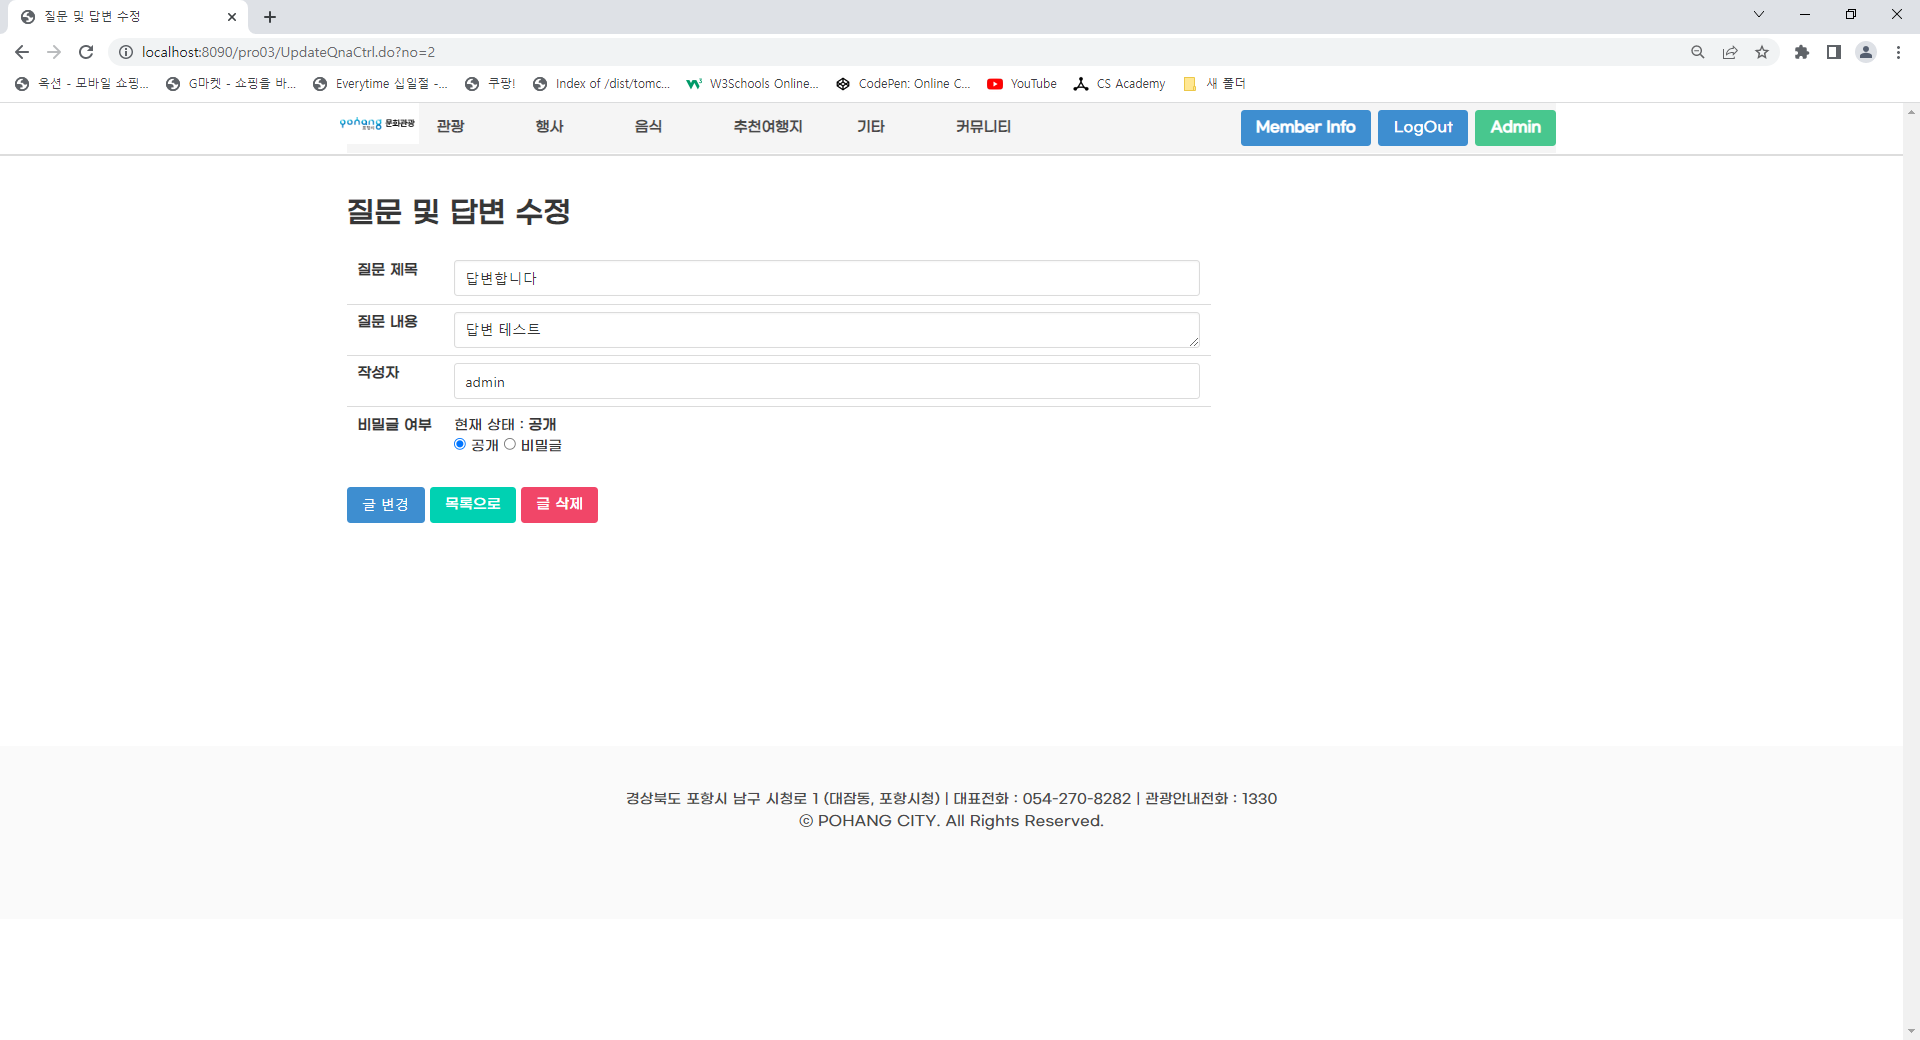 질문 및 답변 수정
localhost:8090/pro03/UpdateQnaCtrl.do?no=2
옥션 - 모바일 쇼핑...
G마켓 - 쇼핑을 바...
Everytime 십일절 -...
쿠팡!
Index of /dist/tomc...
W3Schools Online...
CodePen: Online C...
YouTube
CS Academy
새 폴더
pohang 포항시 문화관광
관광
행사
음식
추천여행지
기타
커뮤니티
Member Info
LogOut
Admin
질문 및 답변 수정
질문 제목
답변합니다
질문 내용
답변 테스트
작성자
admin
비밀글 여부
현재 상태 : 공개
공개 비밀글
글 변경
목록으로
글 삭제
경상북도 포항시 남구 시청로 1 (대잠동, 포항시청) | 대표전화 : 054-270-8282 | 관광안내전화 : 1330
ⓒ POHANG CITY. All Rights Reserved.